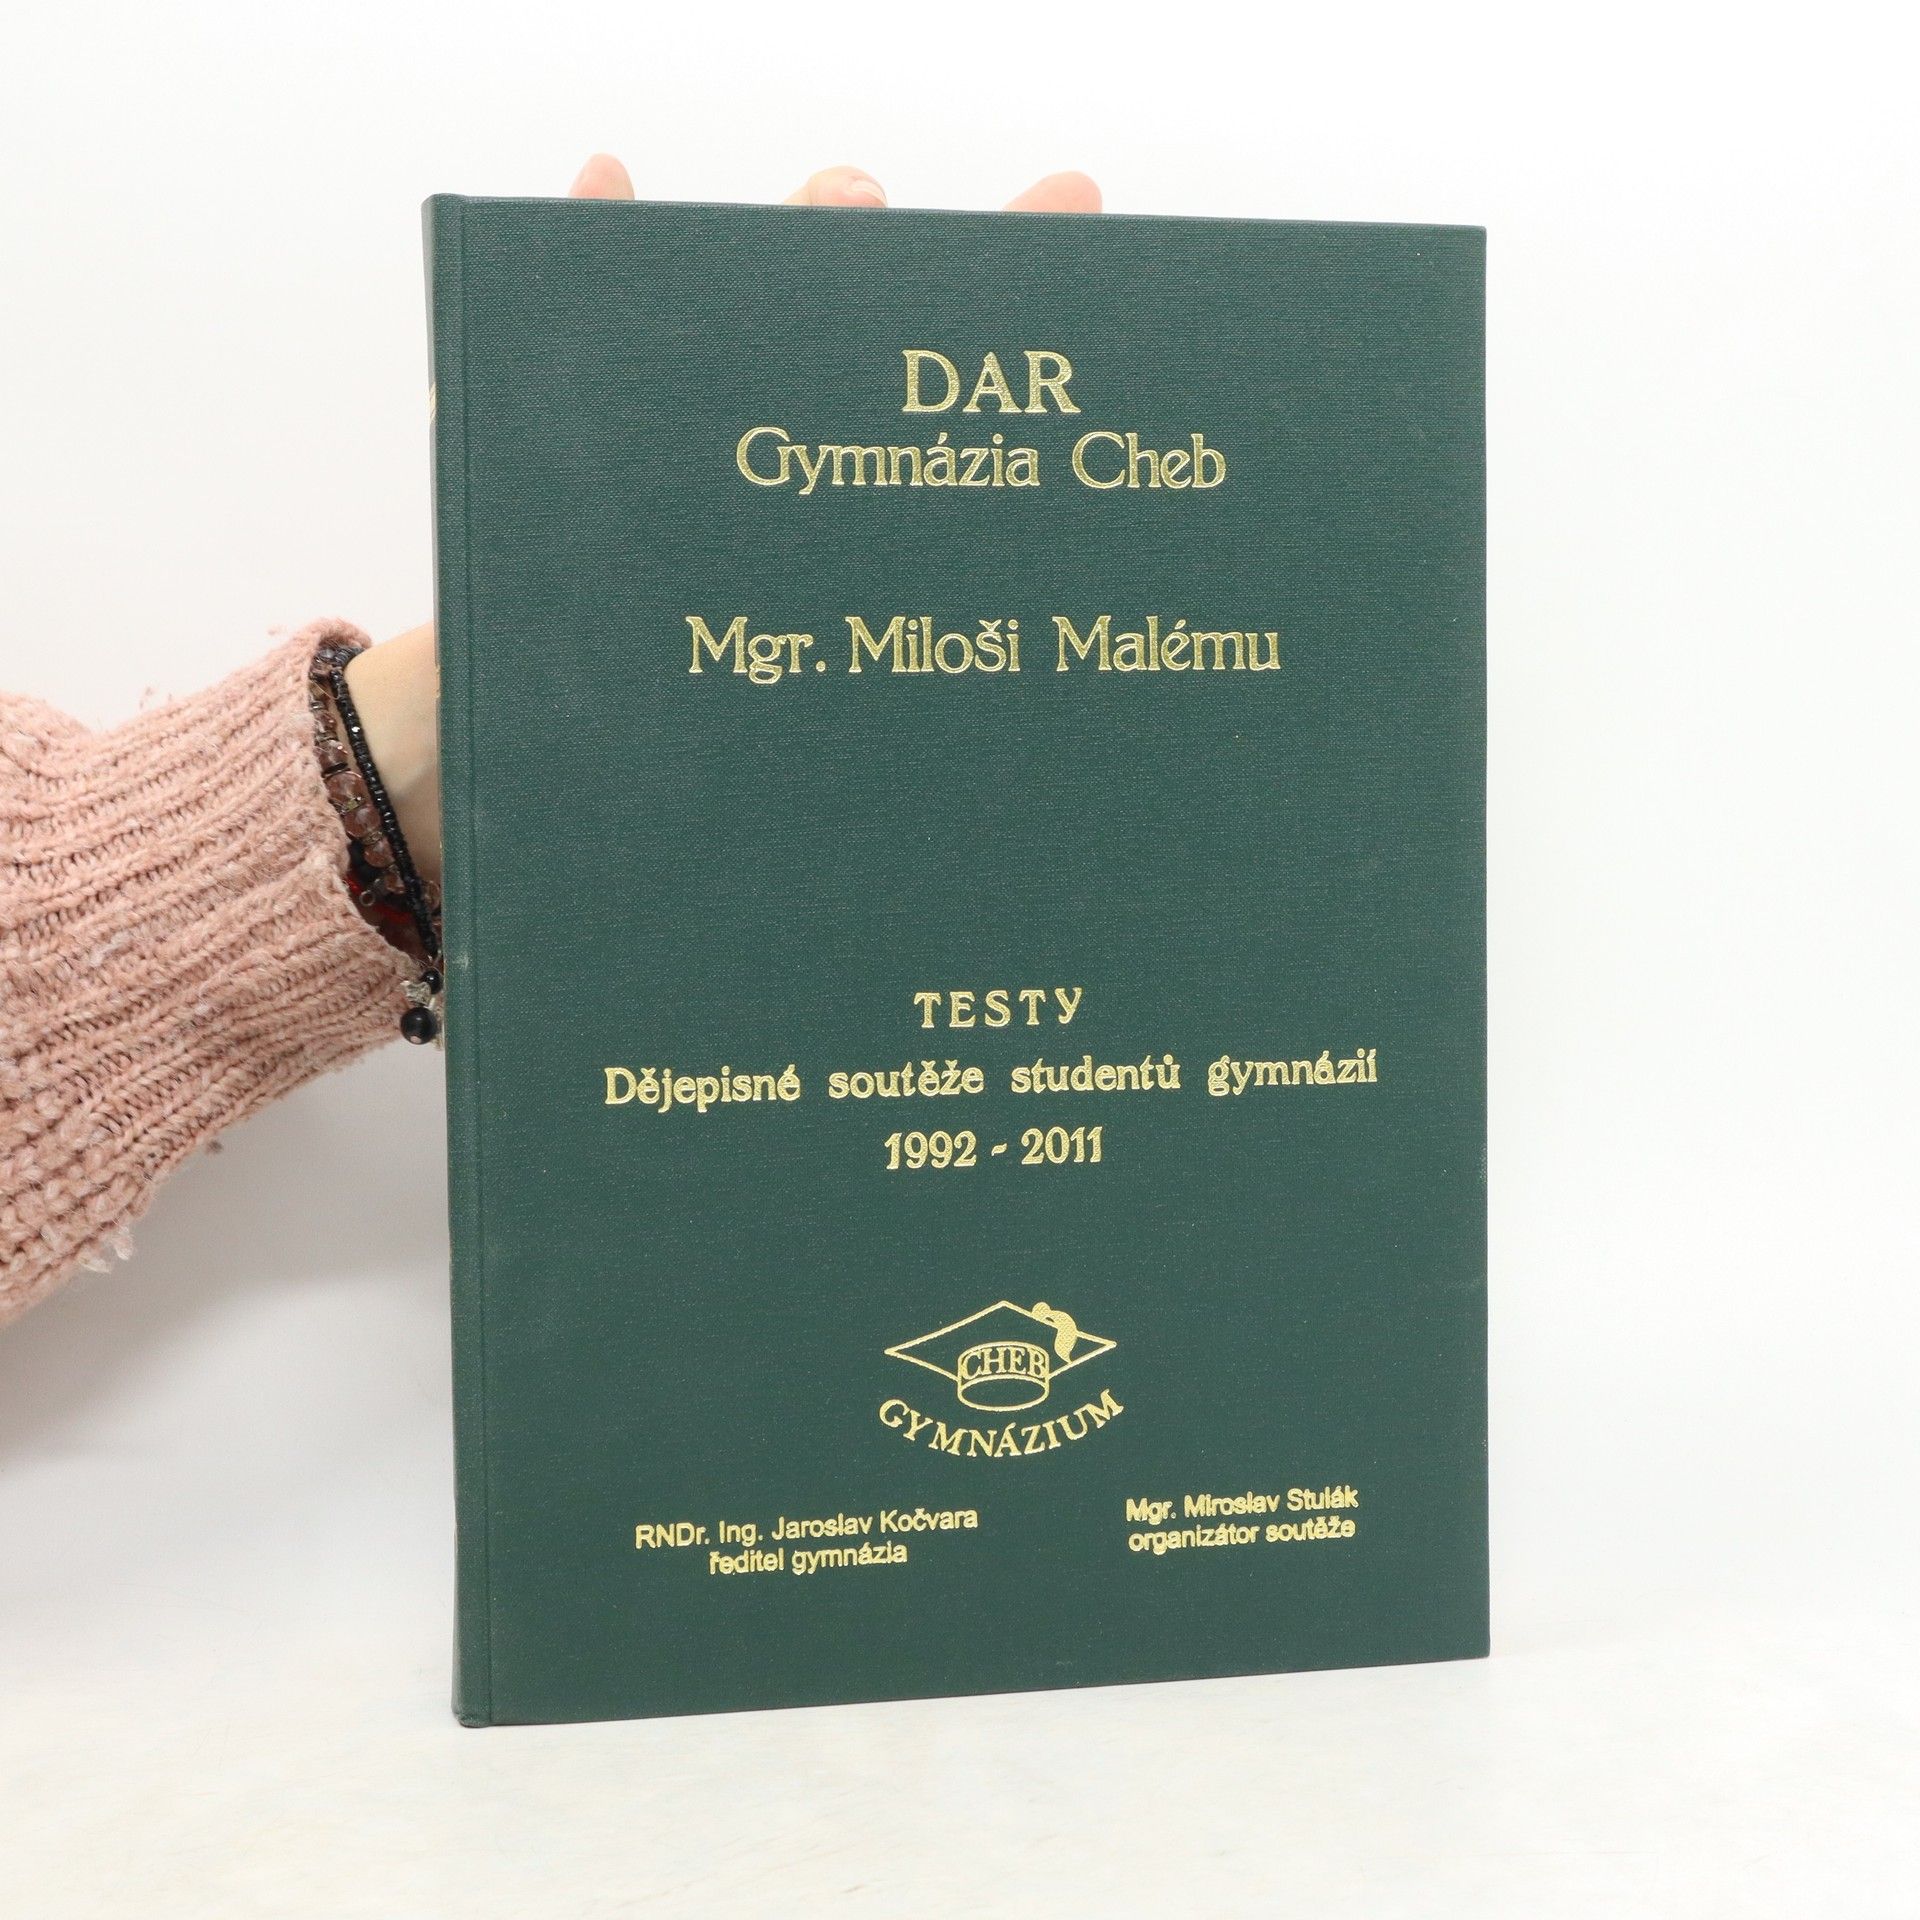 DAR
Gymnázia Cheb
Mgr. Miloši Malému
TESTY
Dějepisné soutěže studentů gymnázií
1992 - 2011
CHEB
GYMNÁZIUM
RNDr. Ing. Jaroslav Kočvara
ředitel gymnázia
Mgr. Miroslav Stulák
organizátor soutěže